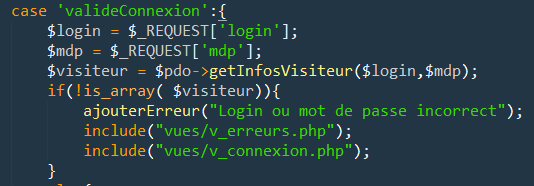 case 'valideConnexion':{
$login = $_REQUEST['login'];
$mdp = $_REQUEST['mdp'];
$visiteur = $pdo->getInfosVisiteur($login,$mdp);
if(!is_array( $visiteur)){
ajouterErreur("Login ou mot de passe incorrect");
include("vues/v_erreurs.php");
include("vues/v_connexion.php");
}